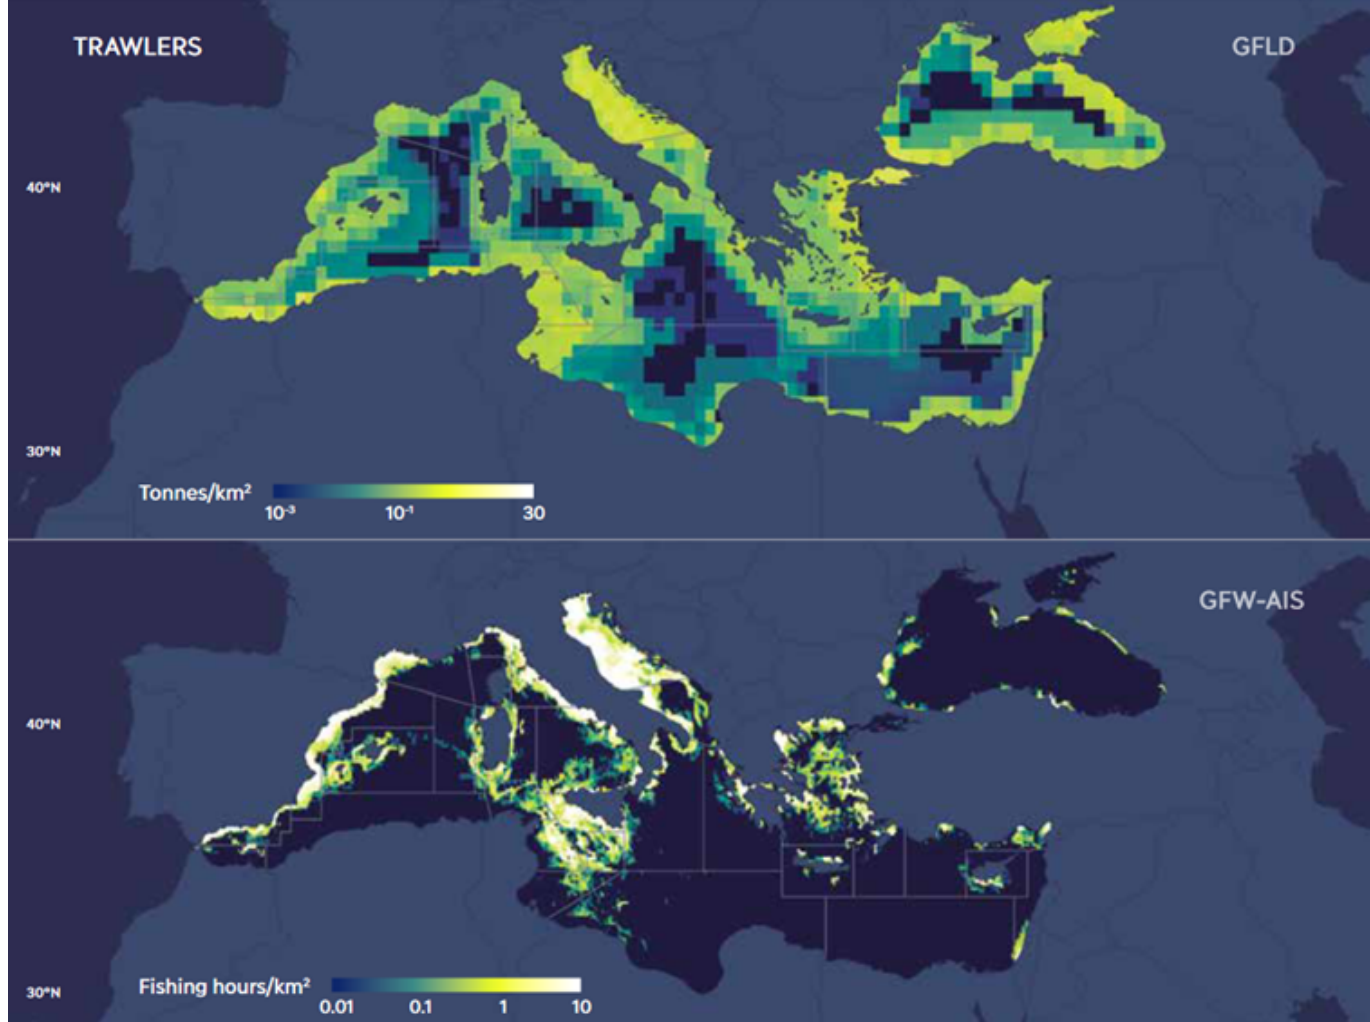 TRAWLERS
GFLD
40°N
30°N
Tonnes/km²
10⁻³ 10⁻¹ 30
GFW-AIS
40°N
Fishing hours/km²
0.01 0.1 1 10
30°N